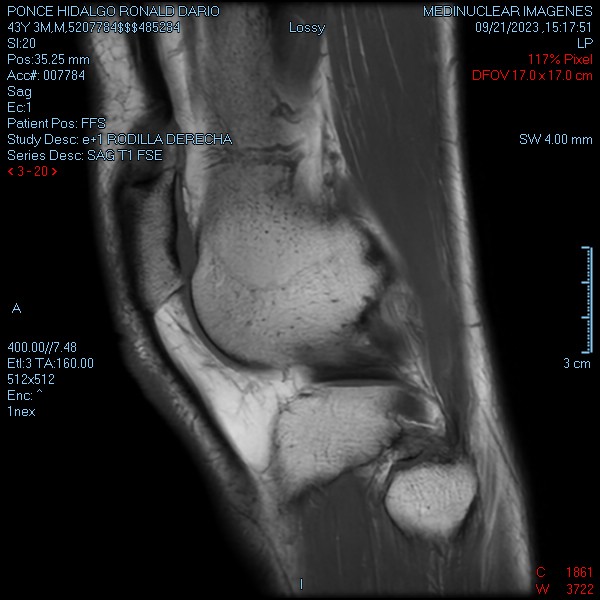 PONCE HIDALGO RONALD DARIO
43Y 3M,M,5207784$$$485284
Sl:20
Pos:35.25 mm
Acc#: 007784
Sag
Ec:1
Patient Pos: FFS
Study Desc: e+1 RODILLA DERECHA
Series Desc: SAG T1 FSE
< 3 - 20 >
Lossy
MEDINUCLEAR IMAGENES
09/21/2023 ,15:17:51
LP
117% Pixel
DFOV 17.0 x 17.0 cm
SW 4.00 mm
A
3 cm
400.00//7.48
Etl:3 TA:160.00
512x512
Enc: ^
1nex
I
C 1861
W 3722